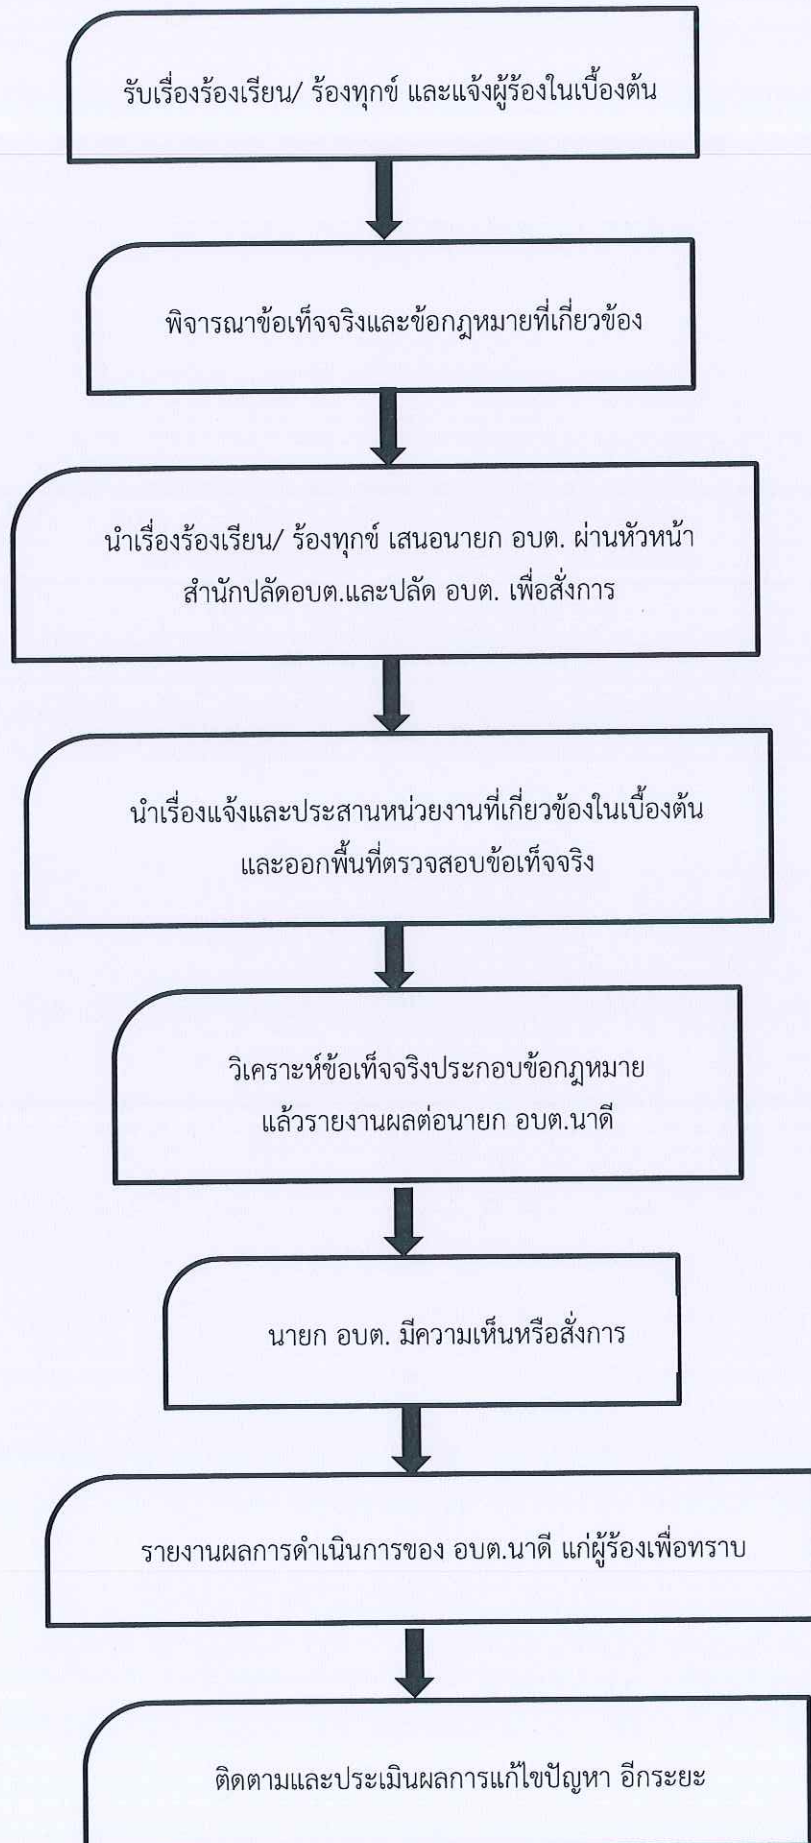 รับเรื่องร้องเรียน/ ร้องทุกข์ และแจ้งผู้ร้องในเบื้องต้น
พิจารณาข้อเท็จจริงและข้อกฎหมายที่เกี่ยวข้อง
นำเรื่องร้องเรียน/ ร้องทุกข์ เสนอนายก อบต. ผ่านหัวหน้า
สำนักปลัดอบต.และปลัด อบต. เพื่อสั่งการ
นำเรื่องแจ้งและประสานหน่วยงานที่เกี่ยวข้องในเบื้องต้น
และออกพื้นที่ตรวจสอบข้อเท็จจริง
วิเคราะห์ข้อเท็จจริงประกอบข้อกฎหมาย
แล้วรายงานผลต่อนายก อบต.นาดี
นายก อบต. มีความเห็นหรือสั่งการ
รายงานผลการดำเนินการของ อบต.นาดี แก่ผู้ร้องเพื่อทราบ
ติดตามและประเมินผลการแก้ไขปัญหา อีกระยะ